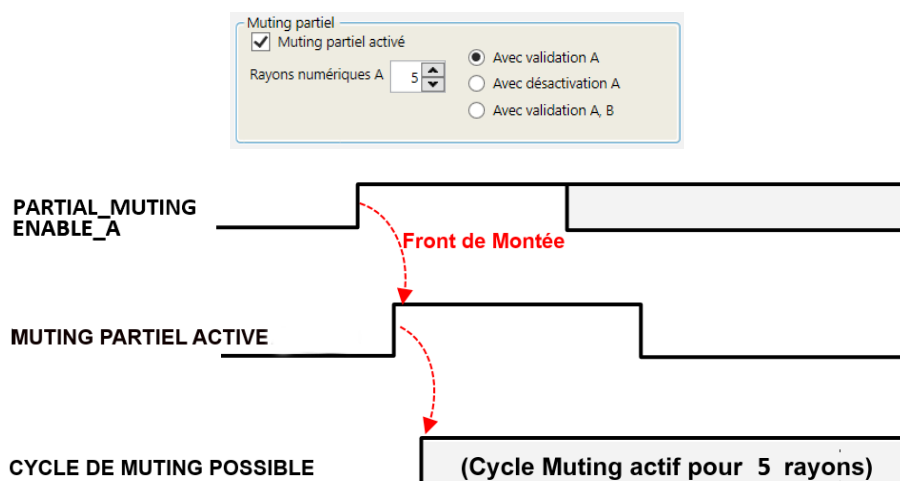 Muting partiel
Muting partiel activé
Rayons numériques A 5
Avec validation A
Avec désactivation A
Avec validation A, B
PARTIAL_MUTING
ENABLE_A
Front de Montée
MUTING PARTIEL ACTIVE
CYCLE DE MUTING POSSIBLE
(Cycle Muting actif pour 5 rayons)